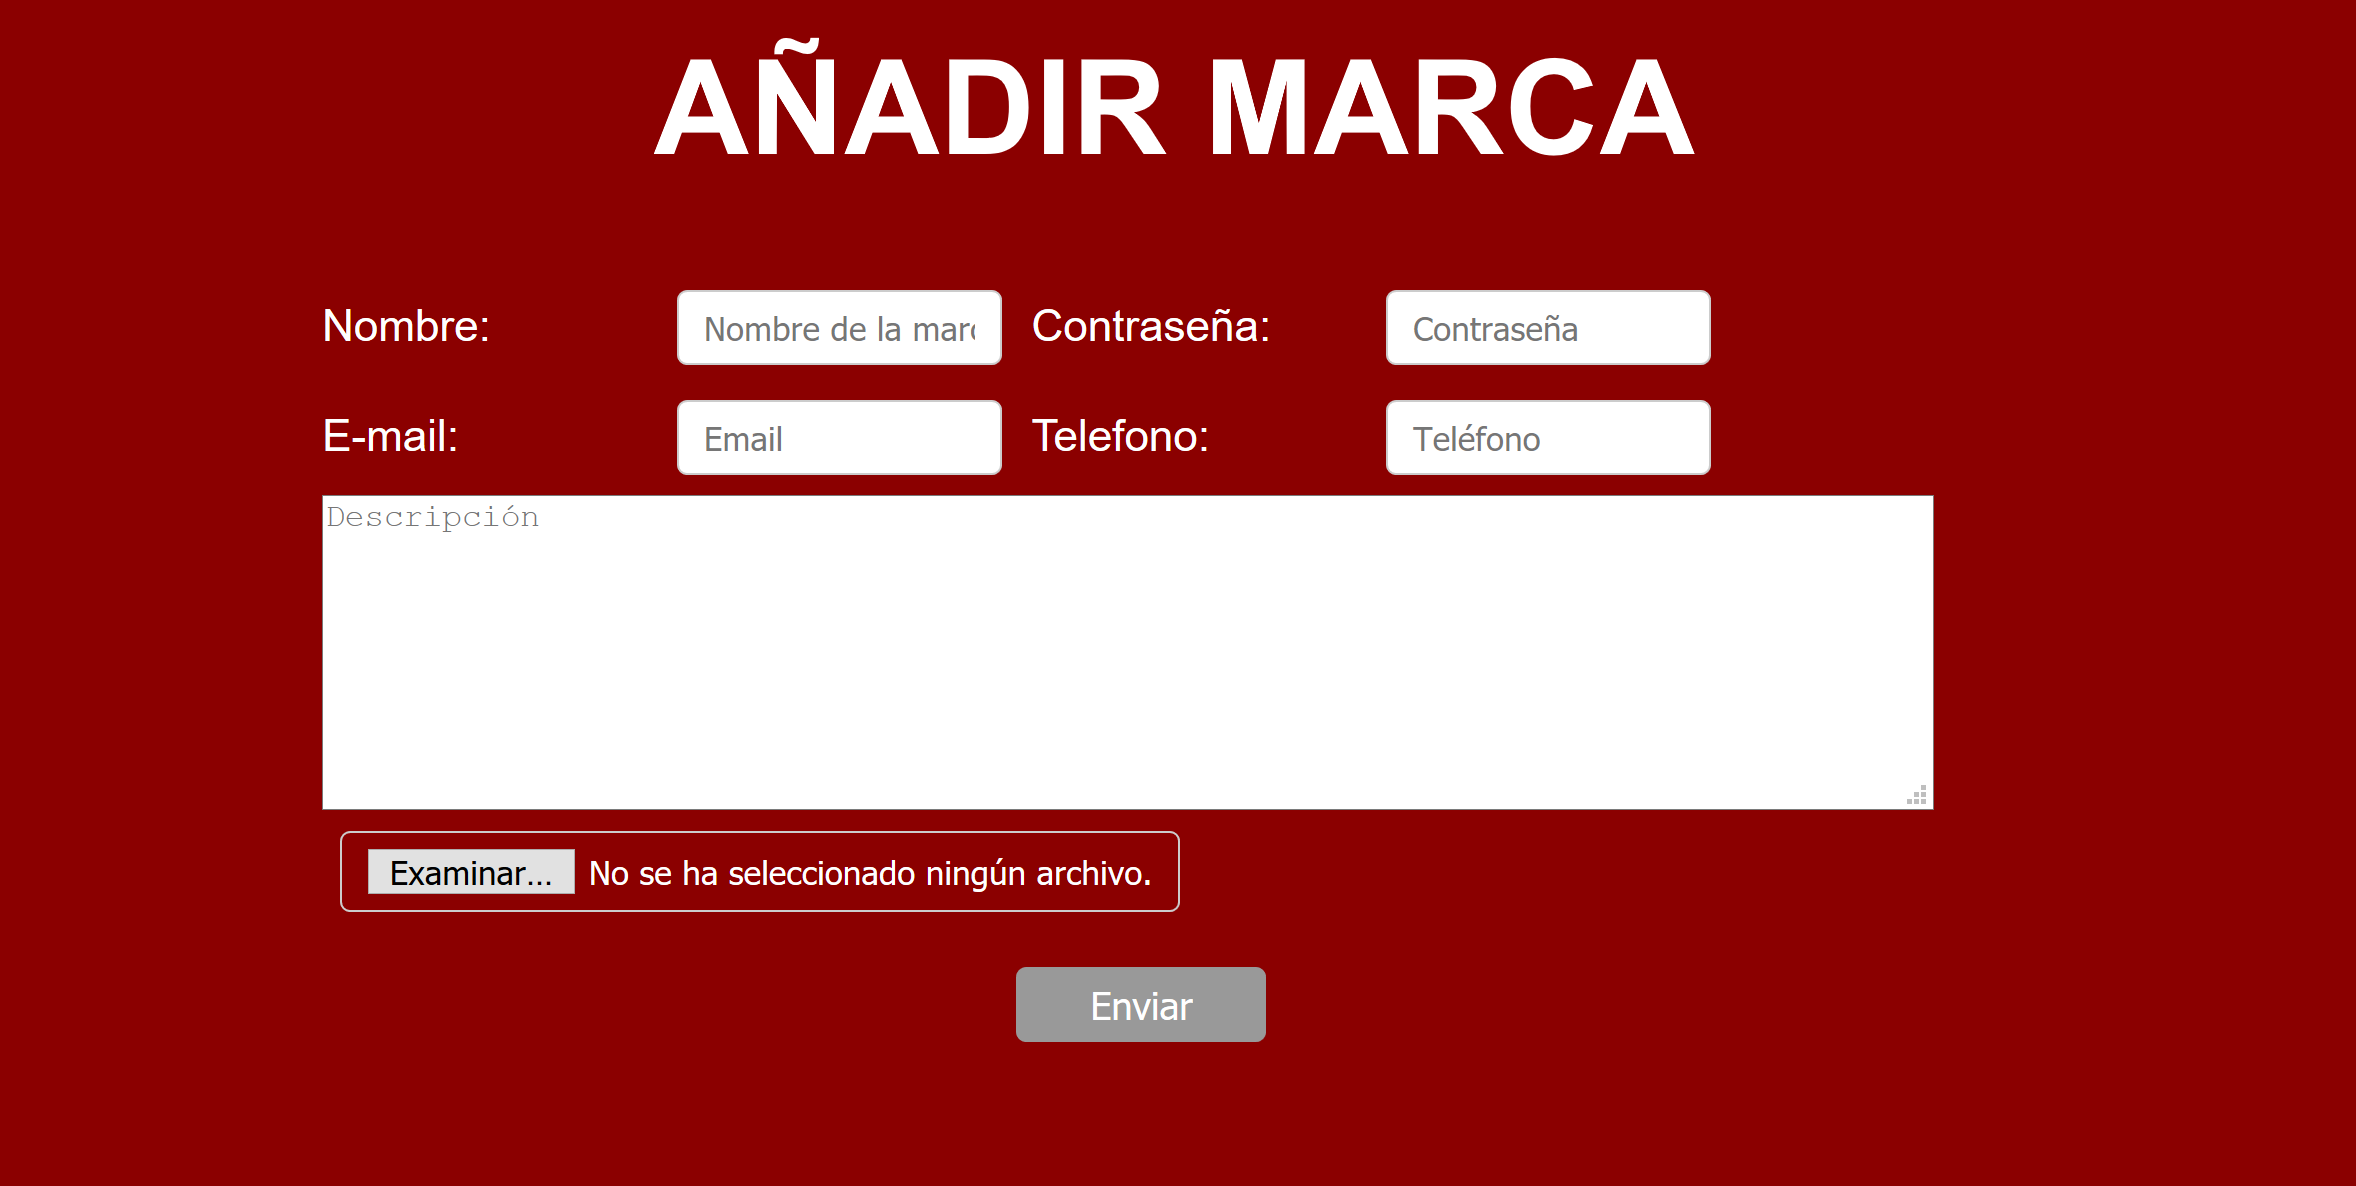 AÑADIR MARCA
Nombre: Nombre de la marc Contraseña: Contraseña
E-mail: Email Telefono: Teléfono
Descripción
Examinar... No se ha seleccionado ningún archivo.
Enviar